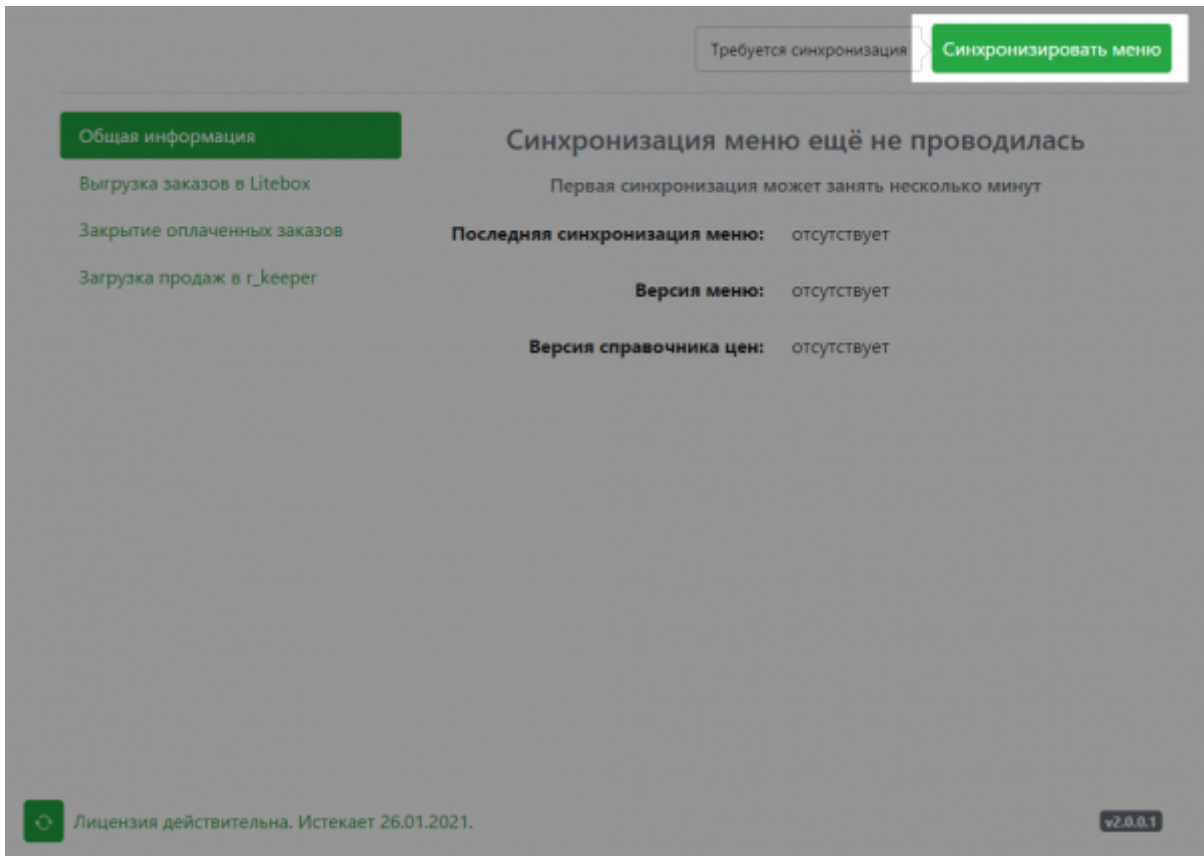 Требуется синхронизация
Синхронизировать меню
Общая информация
Выгрузка заказов в Litebox
Закрытие оплаченных заказов
Загрузка продаж в r_keeper
Синхронизация меню ещё не проводилась
Первая синхронизация может занять несколько минут
Последняя синхронизация меню: отсутствует
Версия меню: отсутствует
Версия справочника цен: отсутствует
Лицензия действительна. Истекает 26.01.2021.
v2.0.0.1